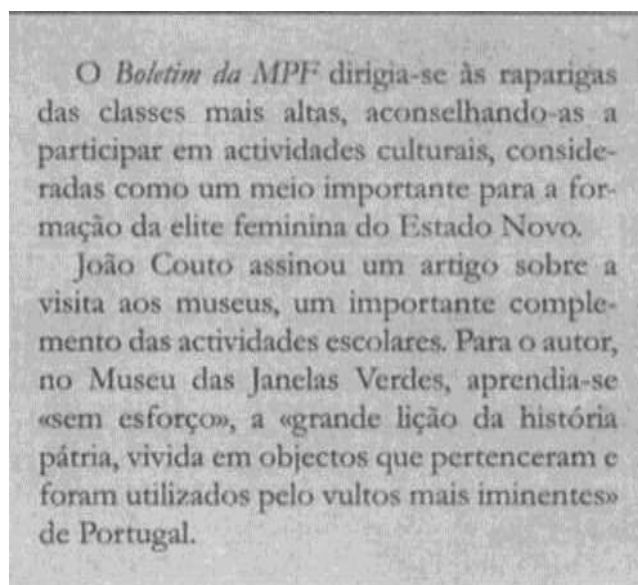 O Boletim da MPF dirigia-se às raparigas
das classes mais altas, aconselhando-as a
participar em actividades culturais, conside-
radas como um meio importante para a for-
mação da elite feminina do Estado Novo.
João Couto assinou um artigo sobre a
visita aos museus, um importante comple-
mento das actividades escolares. Para o autor,
no Museu das Janelas Verdes, aprendia-se
«sem esforço», a «grande lição da história
pátria, vivida em objectos que pertenceram e
foram utilizados pelo vultos mais iminentes»
de Portugal.